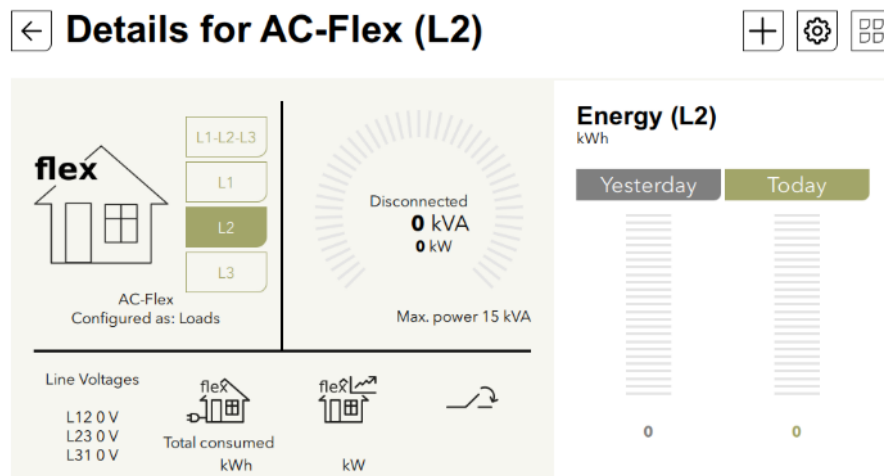 Details for AC-Flex (L2)
flex
L1-L2-L3
L1
L2
L3
AC-Flex
Configured as: Loads
Disconnected
0 kVA
0 kW
Max. power 15 kVA
Line Voltages
L12 0 V
L23 0 V
L31 0 V
flex
Total consumed
kWh
flex
kW
Energy (L2)
kWh
Yesterday
Today
0
0